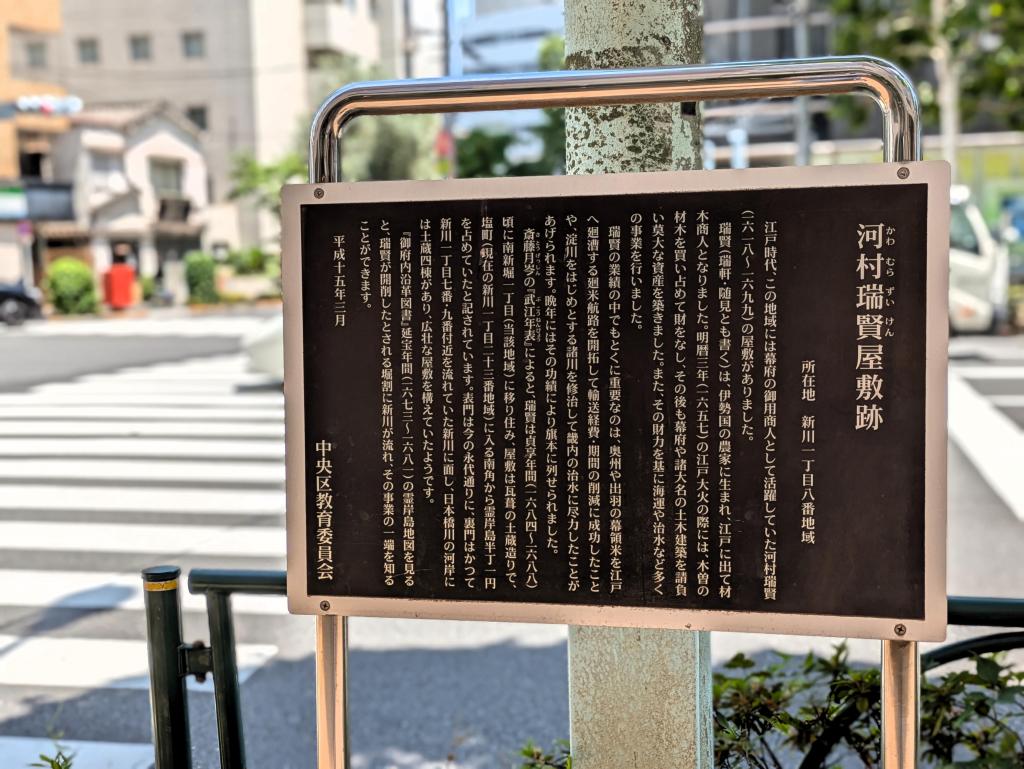 河村瑞賢屋敷跡
かわ むら ずい けん
所在地 新川一丁目八番地域
江戸時代、この地域には幕府の御用商人として活躍していた河村瑞賢
(一六一八〜一六九九)の屋敷がありました。
瑞賢(瑞軒・随見とも書く)は、伊勢国の農家に生まれ、江戸に出て材
木商人となりました。明暦三年(一六五七)の江戸大火の際には、木曽の
材木を買い占めて財をなし、その後も幕府や諸大名の土木建築を請負
い莫大な資産を築きました。また、その財力を基に海運や治水など多く
の事業を行いました。
瑞賢の業績の中でもとくに重要なのは、奥州や出羽の幕領米を江戸
へ廻漕する廻米航路を開拓して輸送経費・期間の削減に成功したこと
や、淀川をはじめとする諸川を修治して畿内の治水に尽力したことが
あげられます。晩年にはその功績により旗本に列せられました。
斎藤月岑の『武江年表』によると、瑞賢は貞享年間(一六八四〜一六八八)
さいとうげっしん ぶこうねんぴょう
頃に南新堀一丁目(当該地域)に移り住み、屋敷は瓦葺の土蔵造りで、
塩町(現在の新川一丁目二十三番地域)に入る南角から霊岸島半丁一円
を占めていたと記されています。表門は今の永代通りに、裏門はかつて
新川一丁目七番・九番付近を流れていた新川に面し、日本橋川の河岸に
は土蔵四棟があり、広壮な屋敷を構えていたようです。
『御府内沿革図書』延宝年間(一六七三〜一六八一)の霊岸島地図を見る
と、瑞賢が開削したとされる堀割に新川が流れ、その事業の一端を知る
ことができます。
平成十五年三月
中央区教育委員会